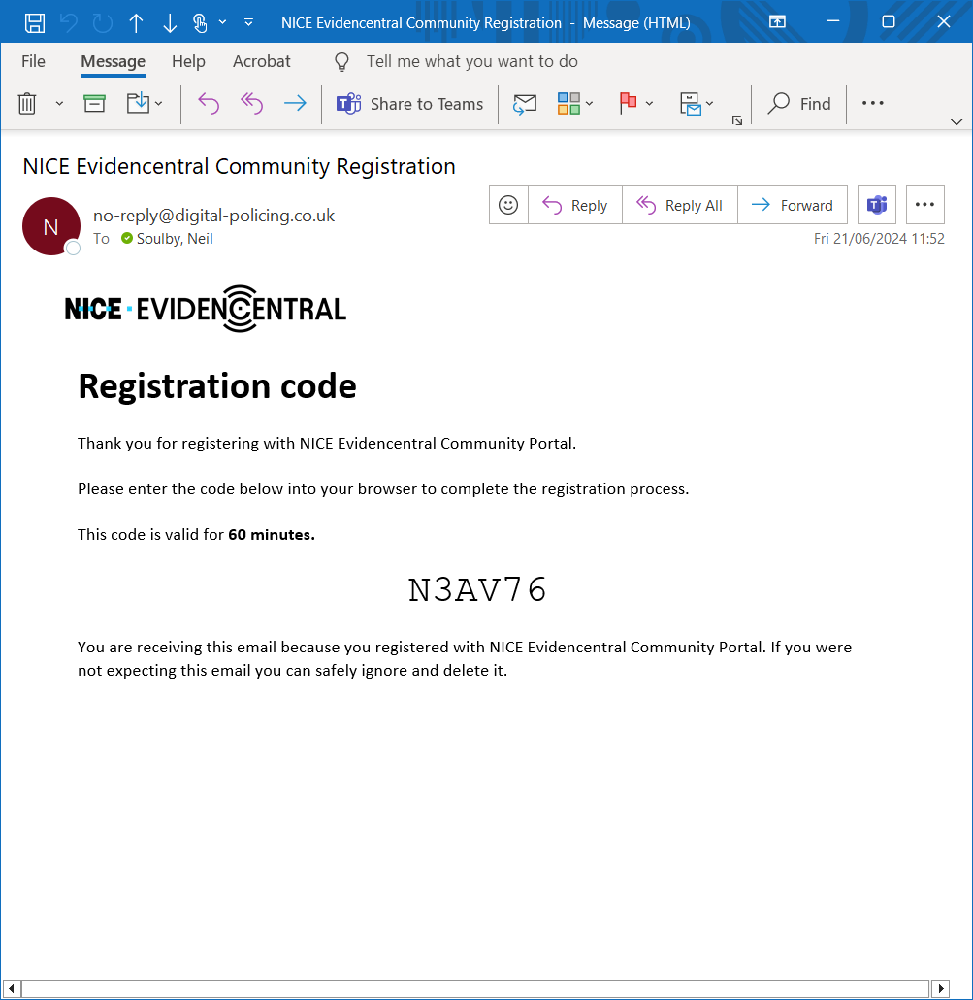 NICE Evidencentral Community Registration - Message (HTML)
File Message Help Acrobat Tell me what you want to do
Share to Teams Find
NICE Evidencentral Community Registration
N
no-reply@digital-policing.co.uk
To Soulby, Neil
Reply Reply All Forward
Fri 21/06/2024 11:52
NICE · EVIDENCENTRAL
Registration code
Thank you for registering with NICE Evidencentral Community Portal.
Please enter the code below into your browser to complete the registration process.
This code is valid for 60 minutes.
N3AV76
You are receiving this email because you registered with NICE Evidencentral Community Portal. If you were
not expecting this email you can safely ignore and delete it.